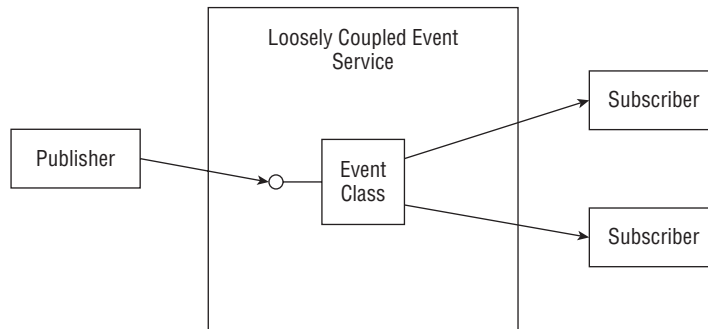 Loosely Coupled Event
Service
Publisher
Event
Class
Subscriber
Subscriber